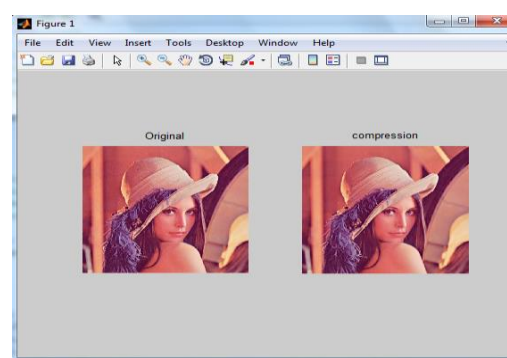 Figure 1
File Edit View Insert Tools Desktop Window Help
Original
compression